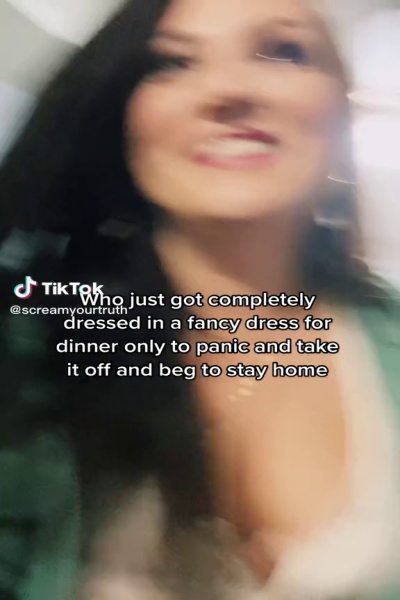 TikTok
@screamyourtruth
Who just got completely
dressed in a fancy dress for
dinner only to panic and take
it off and beg to stay home